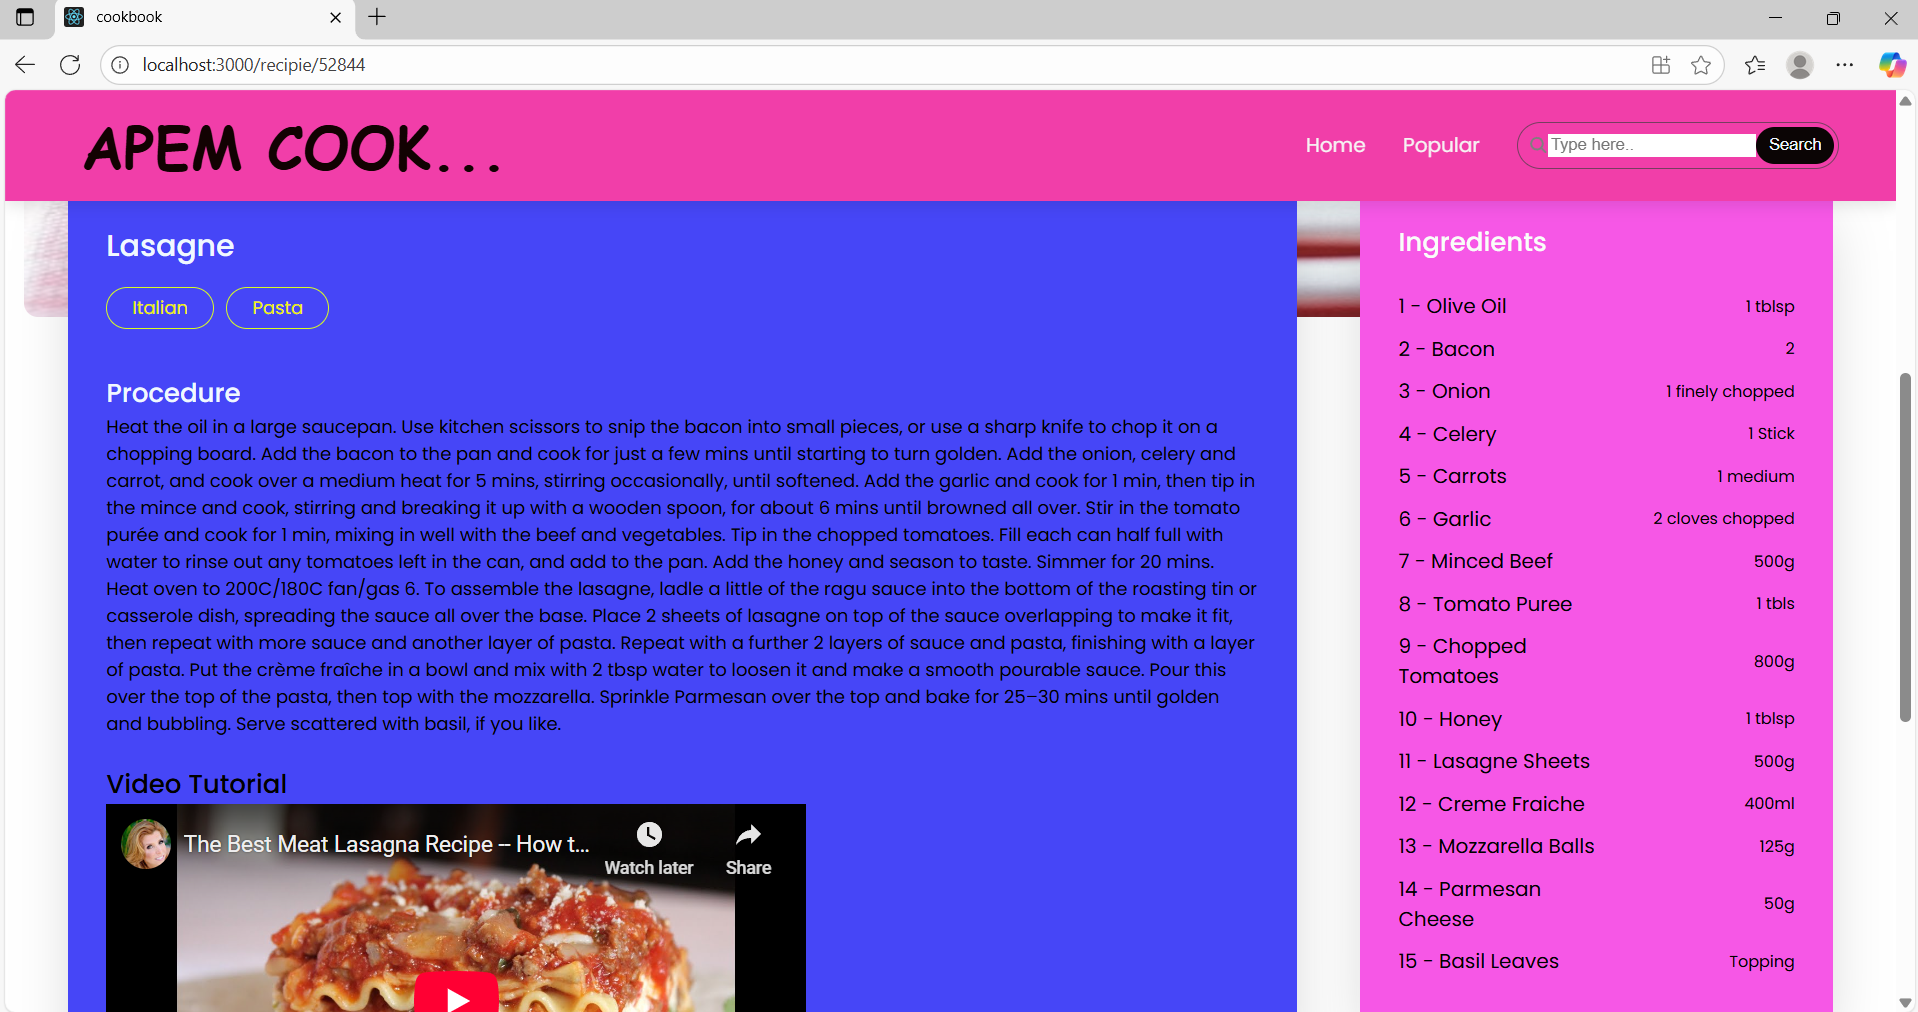 cookbook
localhost:3000/recipie/52844
APEM COOK...
Home
Popular
Type here..
Search
Lasagne
Italian
Pasta
Procedure
Heat the oil in a large saucepan. Use kitchen scissors to snip the bacon into small pieces, or use a sharp knife to chop it on a
chopping board. Add the bacon to the pan and cook for just a few mins until starting to turn golden. Add the onion, celery and
carrot, and cook over a medium heat for 5 mins, stirring occasionally, until softened. Add the garlic and cook for 1 min, then tip in
the mince and cook, stirring and breaking it up with a wooden spoon, for about 6 mins until browned all over. Stir in the tomato
purée and cook for 1 min, mixing in well with the beef and vegetables. Tip in the chopped tomatoes. Fill each can half full with
water to rinse out any tomatoes left in the can, and add to the pan. Add the honey and season to taste. Simmer for 20 mins.
Heat oven to 200C/180C fan/gas 6. To assemble the lasagne, ladle a little of the ragu sauce into the bottom of the roasting tin or
casserole dish, spreading the sauce all over the base. Place 2 sheets of lasagne on top of the sauce overlapping to make it fit,
then repeat with more sauce and another layer of pasta. Repeat with a further 2 layers of sauce and pasta, finishing with a layer
of pasta. Put the crème fraîche in a bowl and mix with 2 tbsp water to loosen it and make a smooth pourable sauce. Pour this
over the top of the pasta, then top with the mozzarella. Sprinkle Parmesan over the top and bake for 25–30 mins until golden
and bubbling. Serve scattered with basil, if you like.
Video Tutorial
The Best Meat Lasagna Recipe -- How t...
Watch later
Share
Ingredients
1 - Olive Oil 1 tblsp
2 - Bacon 2
3 - Onion 1 finely chopped
4 - Celery 1 Stick
5 - Carrots 1 medium
6 - Garlic 2 cloves chopped
7 - Minced Beef 500g
8 - Tomato Puree 1 tbls
9 - Chopped
Tomatoes 800g
10 - Honey 1 tblsp
11 - Lasagne Sheets 500g
12 - Creme Fraiche 400ml
13 - Mozzarella Balls 125g
14 - Parmesan
Cheese 50g
15 - Basil Leaves Topping